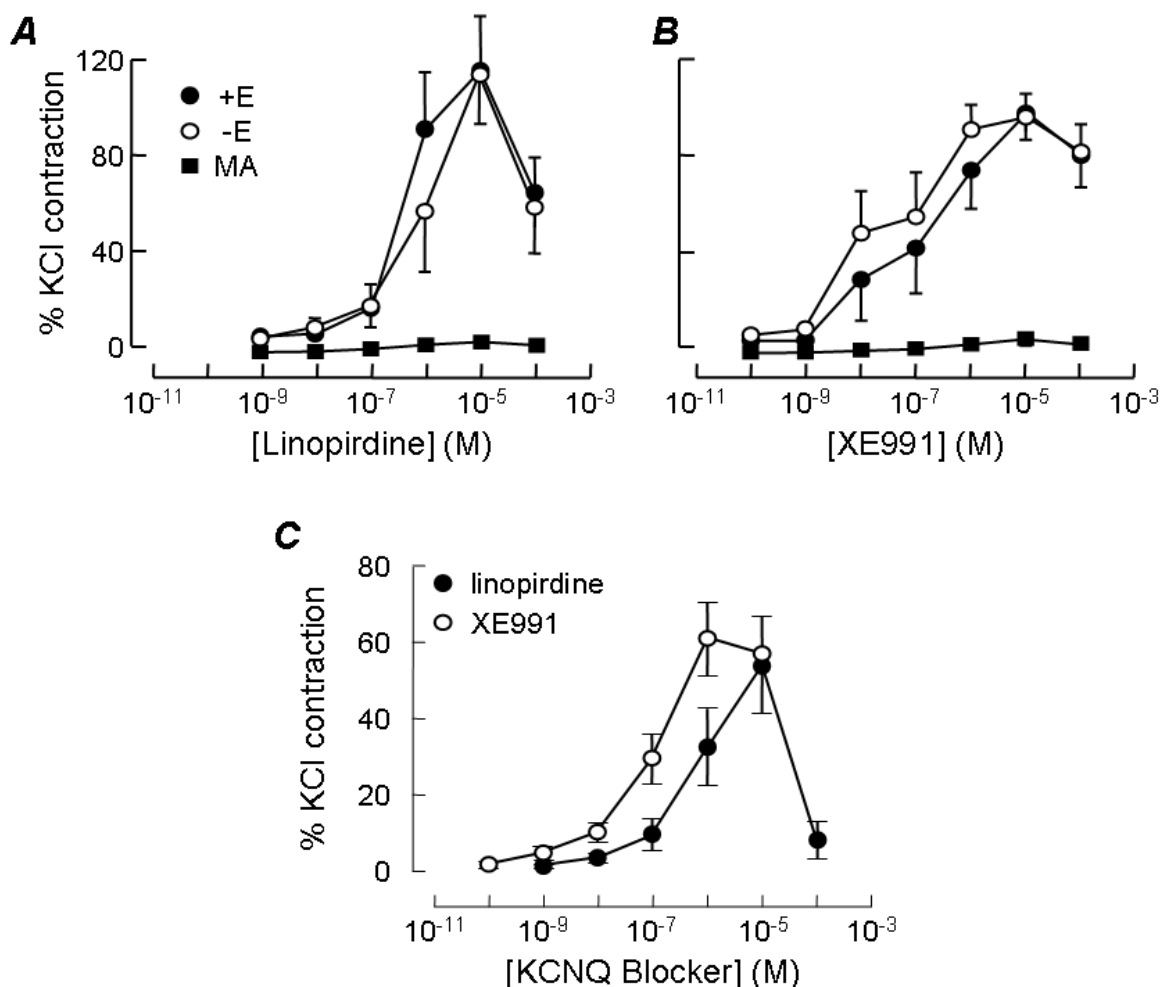 A
B
120
80
40
0
% KCl contraction
+E
-E
MA
10-11 10-9 10-7 10-5 10-3
[Linopirdine] (M)
10-11 10-9 10-7 10-5 10-3
[XE991] (M)
C
80
60
40
20
0
% KCl contraction
linopirdine
XE991
10-11 10-9 10-7 10-5 10-3
[KCNQ Blocker] (M)